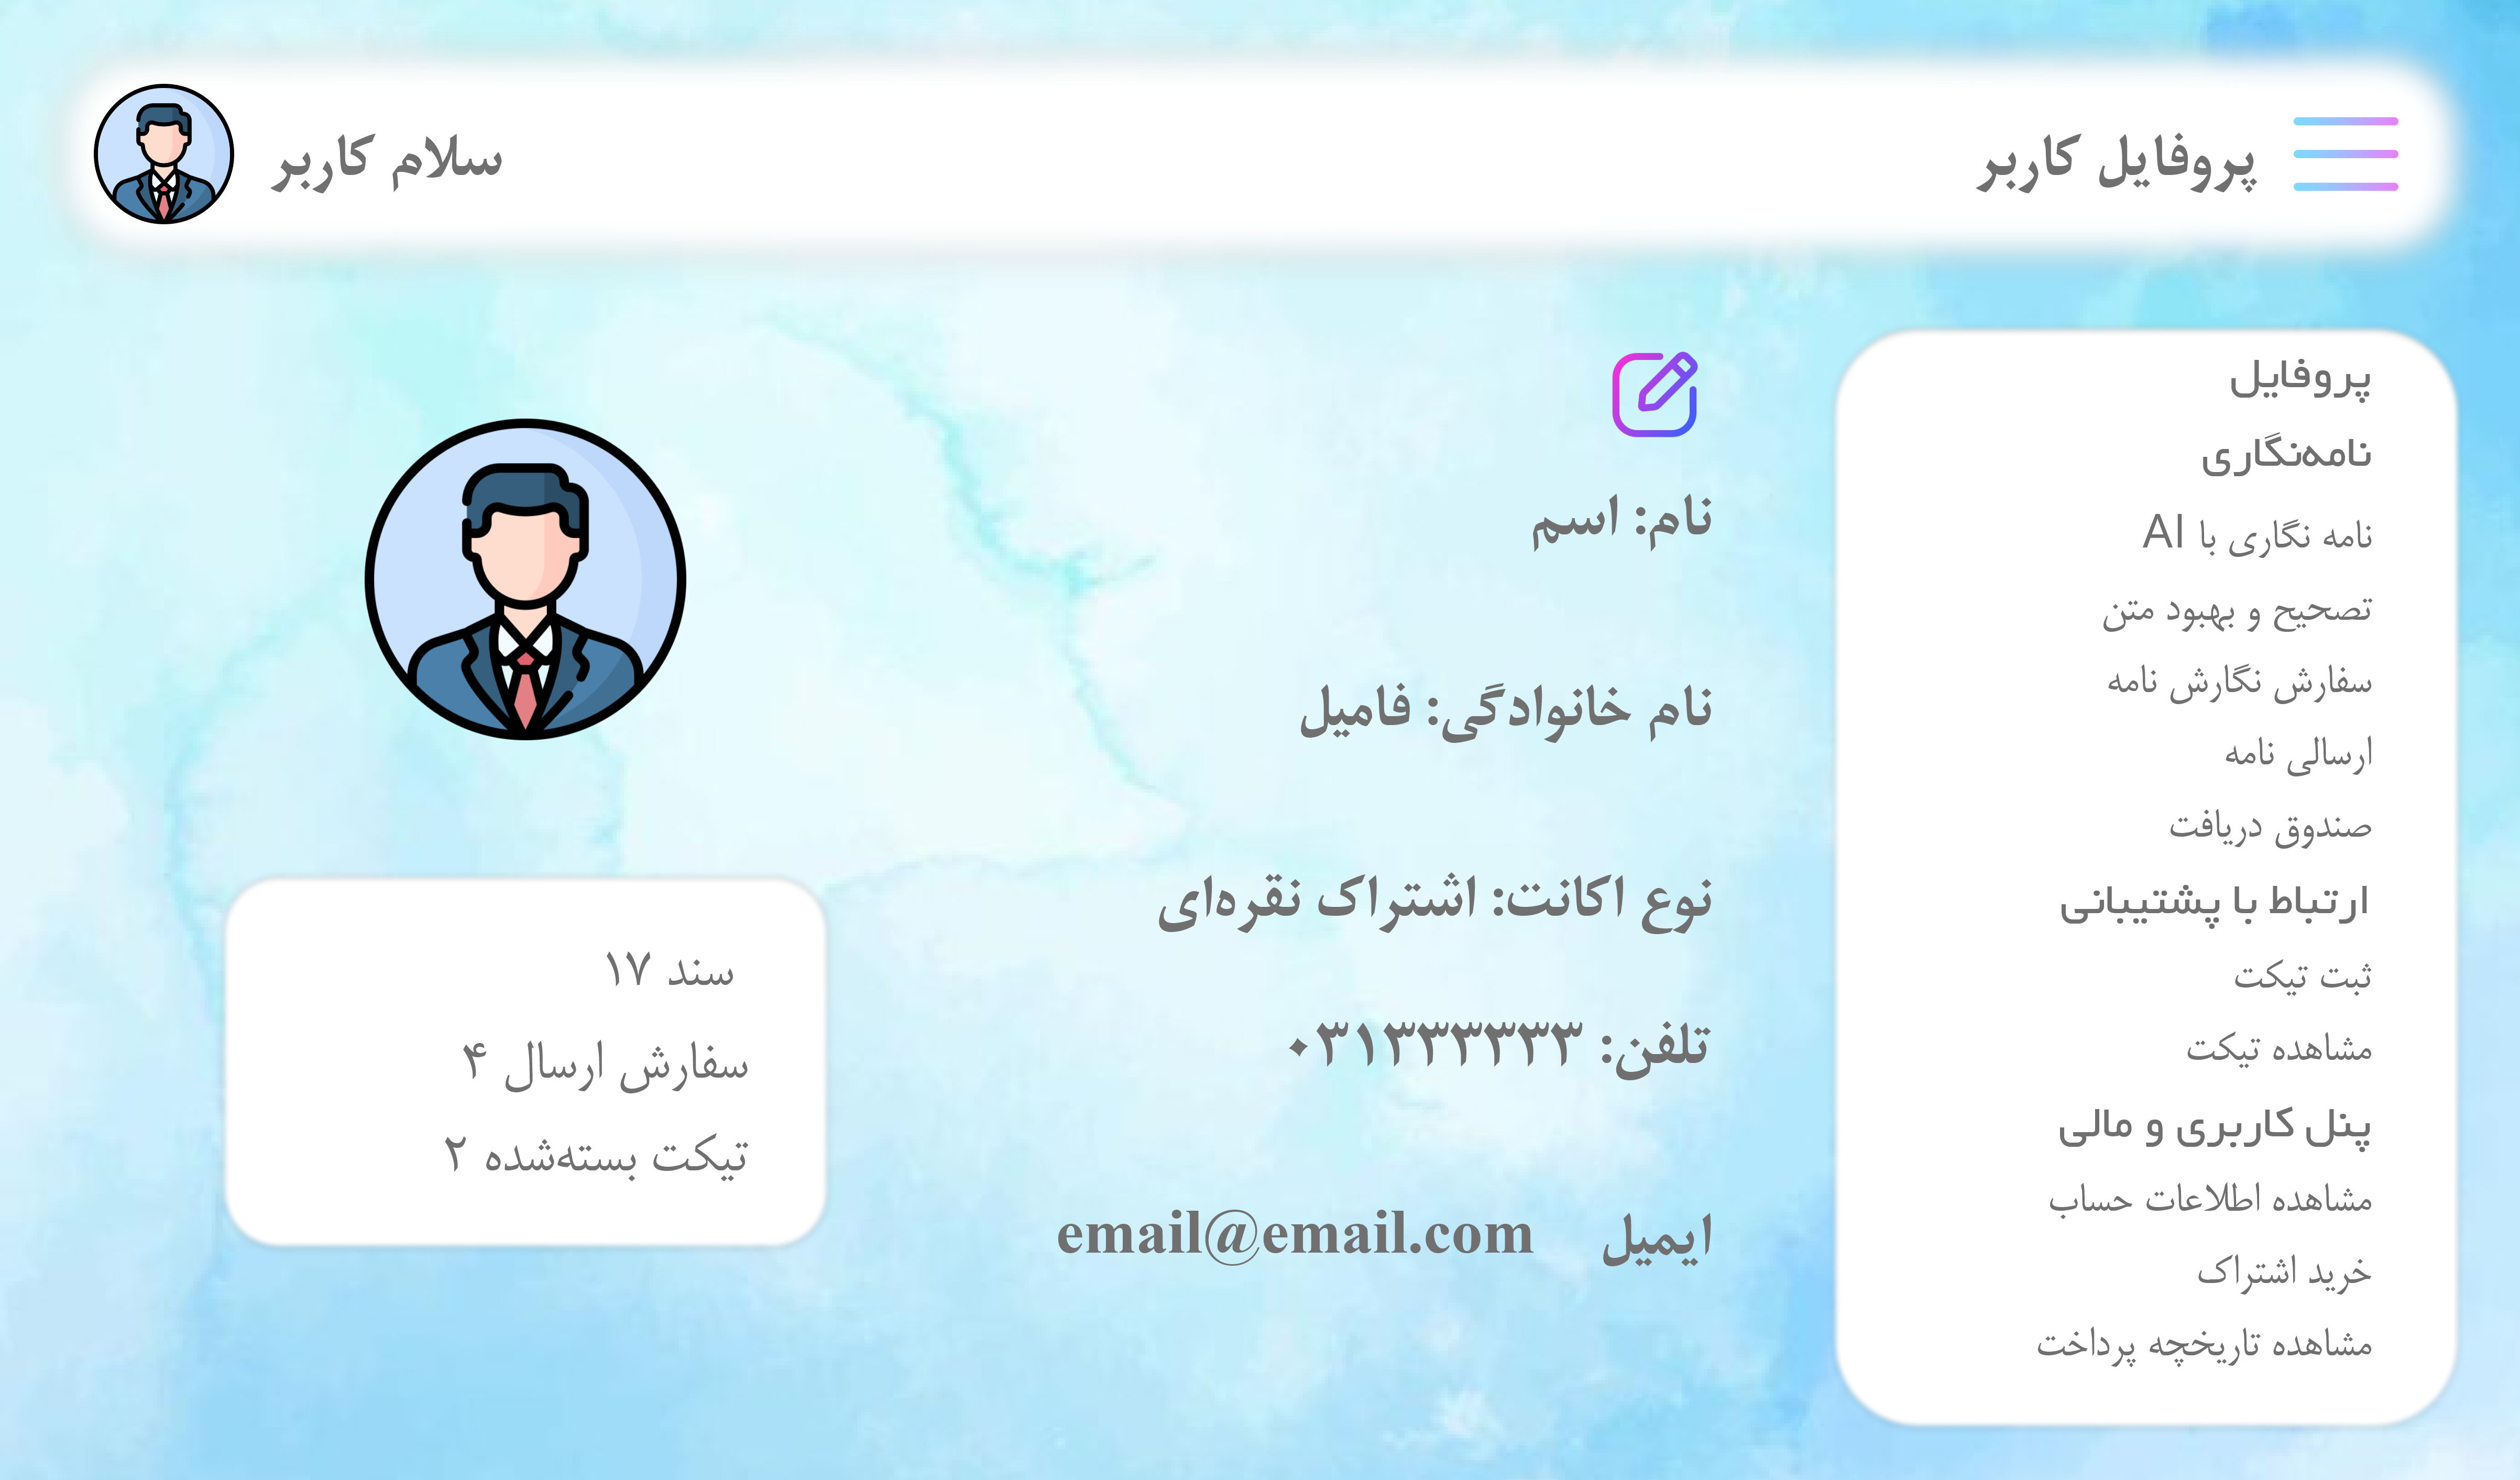 پروفایل کاربر
سلام کاربر
پروفایل
نامه‌نگاری
نامه نگاری با AI
تصحیح و بهبود متن
سفارش نگارش نامه
ارسالی نامه
صندوق دریافت
ارتباط با پشتیبانی
ثبت تیکت
مشاهده تیکت
پنل کاربری و مالی
مشاهده اطلاعات حساب
خرید اشتراک
مشاهده تاریخچه پرداخت
نام: اسم
نام خانوادگی: فامیل
نوع اکانت: اشتراک نقره‌ای
تلفن: ۰۳۱۳۳۳۳۳۳
ایمیل email@email.com
سند ۱۷
سفارش ارسال ۴
تیکت بسته‌شده ۲